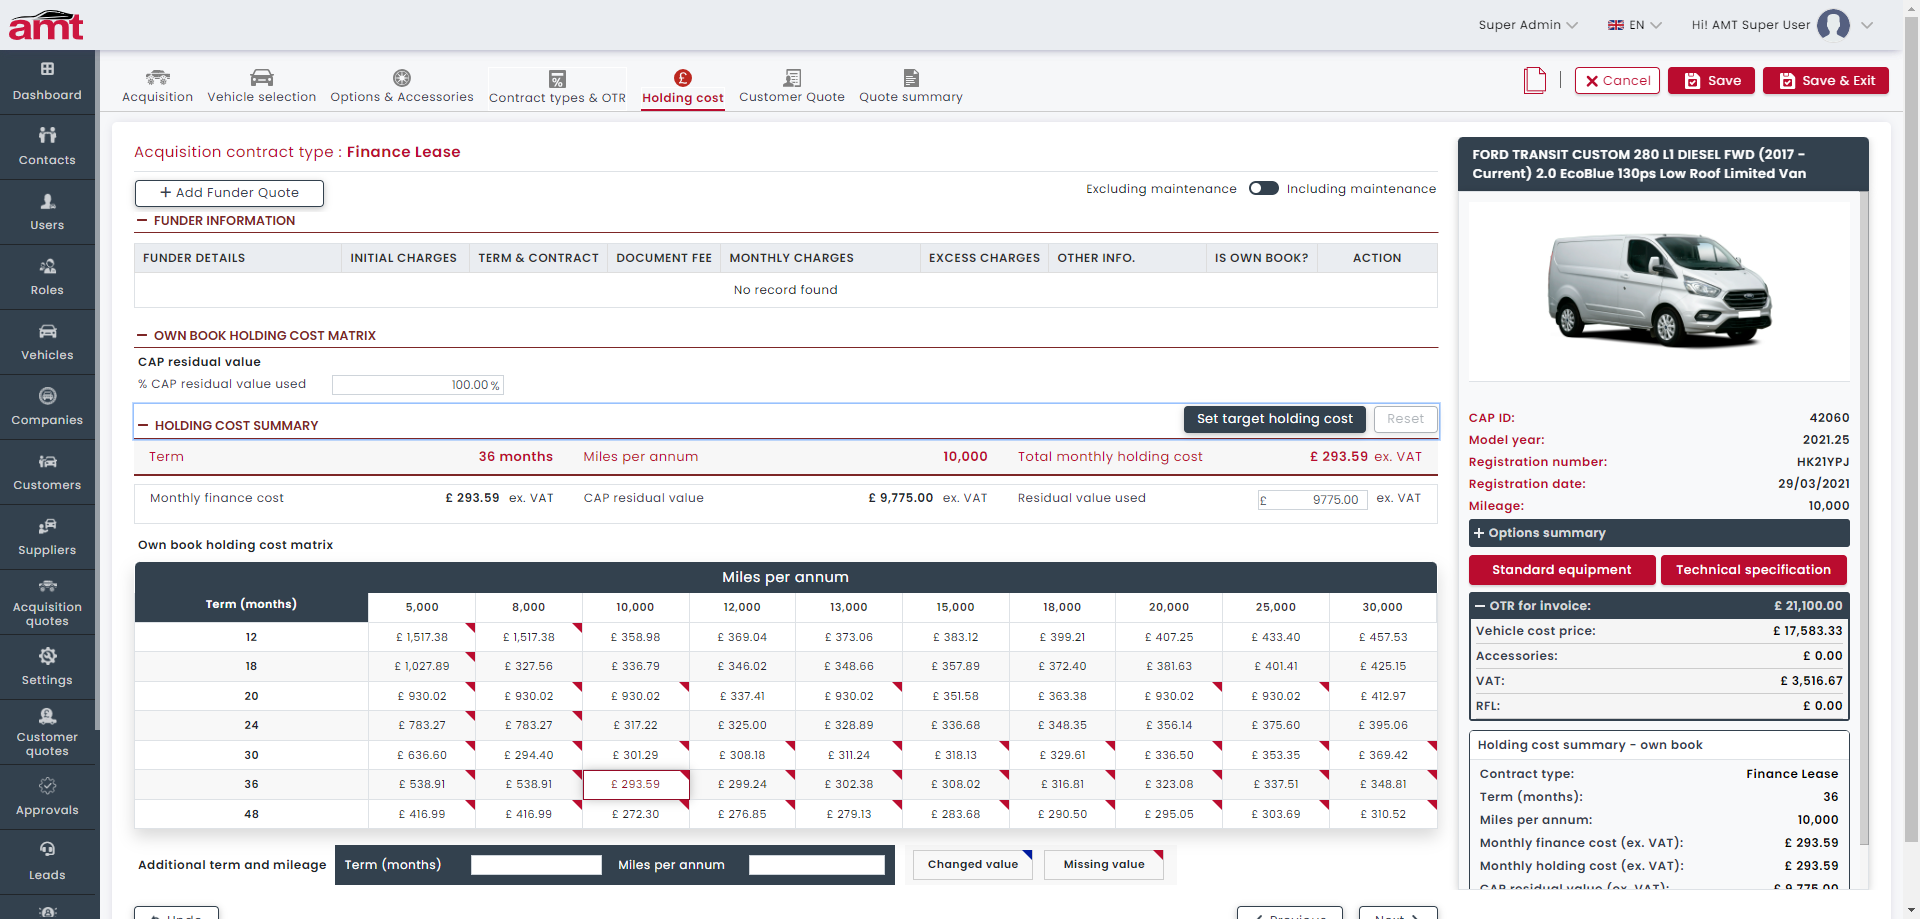 amt
Super Admin
EN
Hi! AMT Super User
Dashboard
Contacts
Users
Roles
Vehicles
Companies
Customers
Suppliers
Acquisition
quotes
Settings
Customer
quotes
Approvals
Leads
Acquisition
Vehicle selection
Options & Accessories
Contract types & OTR
Holding cost
Customer Quote
Quote summary
Cancel
Save
Save & Exit
Acquisition contract type : Finance Lease
+ Add Funder Quote
Excluding maintenance
Including maintenance
FUNDER INFORMATION
FUNDER DETAILS INITIAL CHARGES TERM & CONTRACT DOCUMENT FEE MONTHLY CHARGES EXCESS CHARGES OTHER INFO. IS OWN BOOK? ACTION
No record found
OWN BOOK HOLDING COST MATRIX
CAP residual value
% CAP residual value used 100.00 %
HOLDING COST SUMMARY
Set target holding cost
Reset
Term 36 months Miles per annum 10,000 Total monthly holding cost £ 293.59 ex. VAT
Monthly finance cost £ 293.59 ex. VAT CAP residual value £ 9,775.00 ex. VAT Residual value used £ 9775.00 ex. VAT
Own book holding cost matrix
Miles per annum
Term (months) 5,000 8,000 10,000 12,000 13,000 15,000 18,000 20,000 25,000 30,000
12 £ 1,517.38 £ 1,517.38 £ 358.98 £ 369.04 £ 373.06 £ 383.12 £ 399.21 £ 407.25 £ 433.40 £ 457.53
18 £ 1,027.89 £ 327.56 £ 336.79 £ 346.02 £ 348.66 £ 357.89 £ 372.40 £ 381.63 £ 401.41 £ 425.15
20 £ 930.02 £ 930.02 £ 930.02 £ 337.41 £ 930.02 £ 351.58 £ 363.38 £ 930.02 £ 930.02 £ 412.97
24 £ 783.27 £ 783.27 £ 317.22 £ 325.00 £ 328.89 £ 336.68 £ 348.35 £ 356.14 £ 375.60 £ 395.06
30 £ 636.60 £ 294.40 £ 301.29 £ 308.18 £ 311.24 £ 318.13 £ 329.61 £ 336.50 £ 353.35 £ 369.42
36 £ 538.91 £ 538.91 £ 293.59 £ 299.24 £ 302.38 £ 308.02 £ 316.81 £ 323.08 £ 337.51 £ 348.81
48 £ 416.99 £ 416.99 £ 272.30 £ 276.85 £ 279.13 £ 283.68 £ 290.50 £ 295.05 £ 303.69 £ 310.52
Additional term and mileage Term (months) Miles per annum Changed value Missing value
Undo
Previous
Next
FORD TRANSIT CUSTOM 280 L1 DIESEL FWD (2017 -
Current) 2.0 EcoBlue 130ps Low Roof Limited Van
CAP ID: 42060
Model year: 2021.25
Registration number: HK21YPJ
Registration date: 29/03/2021
Mileage: 10,000
+ Options summary
Standard equipment
Technical specification
OTR for invoice: £ 21,100.00
Vehicle cost price: £ 17,583.33
Accessories: £ 0.00
VAT: £ 3,516.67
RFL: £ 0.00
Holding cost summary - own book
Contract type: Finance Lease
Term (months): 36
Miles per annum: 10,000
Monthly finance cost (ex. VAT): £ 293.59
Monthly holding cost (ex. VAT): £ 293.59
CAP residual value (ex. VAT): £ 9,775.00